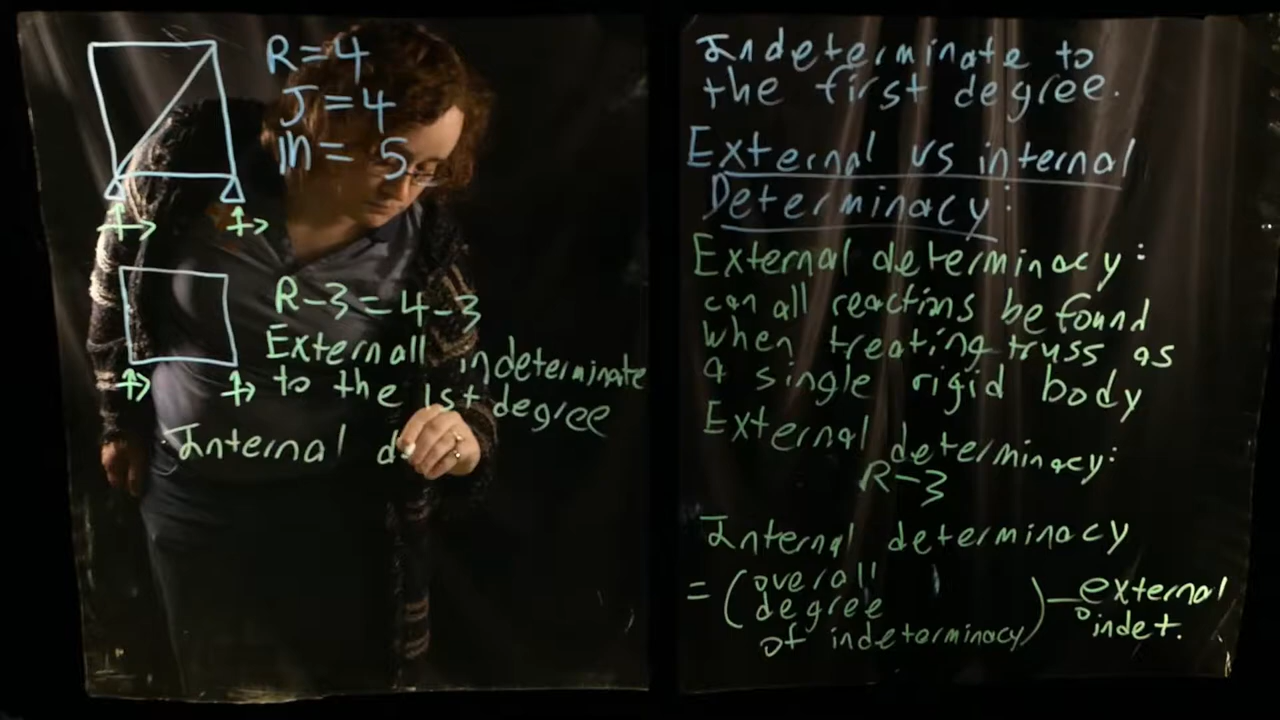 R=4
J=4
m= 5
R-3=4-3
Externall indeterminate
to the 1st degree
Internal de
Indeterminate to
the first degree.
External vs internal
Determinacy:
External determinacy:
can all reactions be found
when treating truss as
a single rigid body
External determinacy:
R-3
Internal determinacy
= (overall
degree
of indeterminacy) - external
indet.